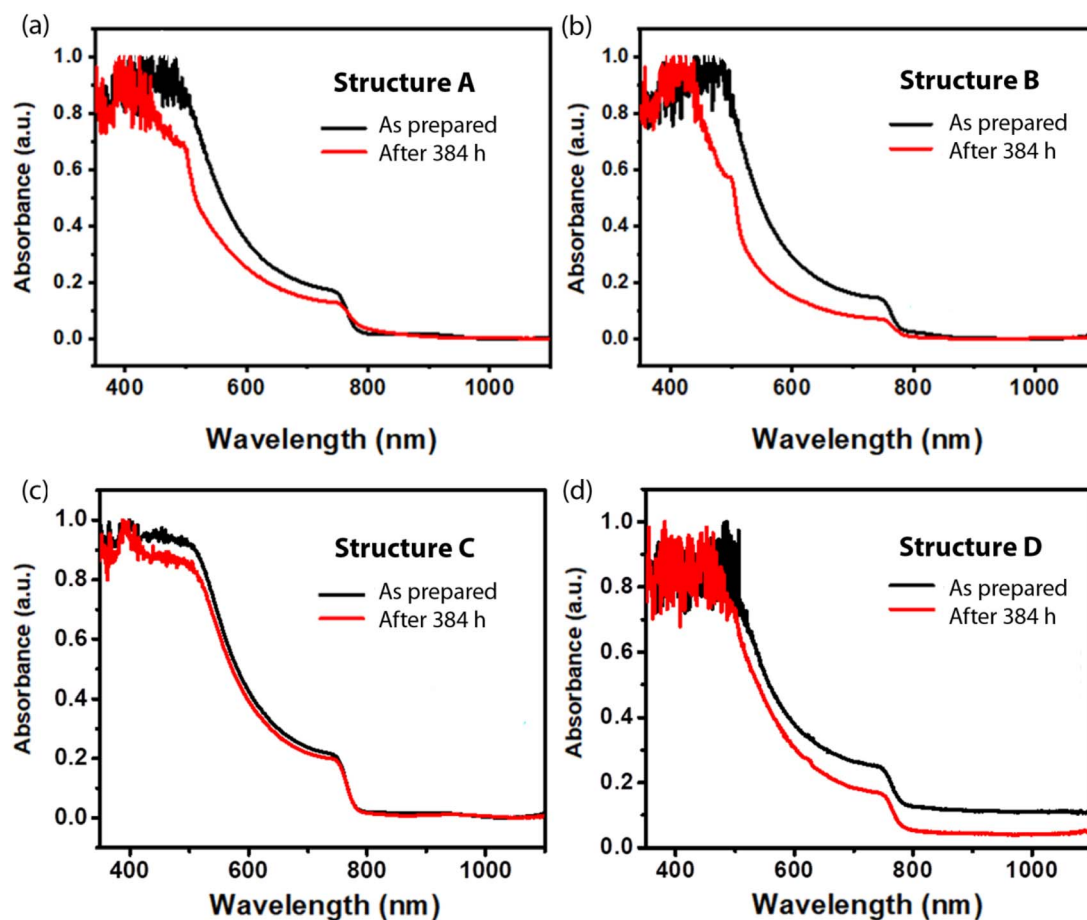 (a)
Structure A
As prepared
After 384 h
Absorbance (a.u.)
1.0
0.8
0.6
0.4
0.2
0.0
400 600 800 1000
Wavelength (nm)
(b)
Structure B
As prepared
After 384 h
Absorbance (a.u.)
1.0
0.8
0.6
0.4
0.2
0.0
400 600 800 1000
Wavelength (nm)
(c)
Structure C
As prepared
After 384 h
Absorbance (a.u.)
1.0
0.8
0.6
0.4
0.2
0.0
400 600 800 1000
Wavelength (nm)
(d)
Structure D
As prepared
After 384 h
Absorbance (a.u.)
1.0
0.8
0.6
0.4
0.2
0.0
400 600 800 1000
Wavelength (nm)